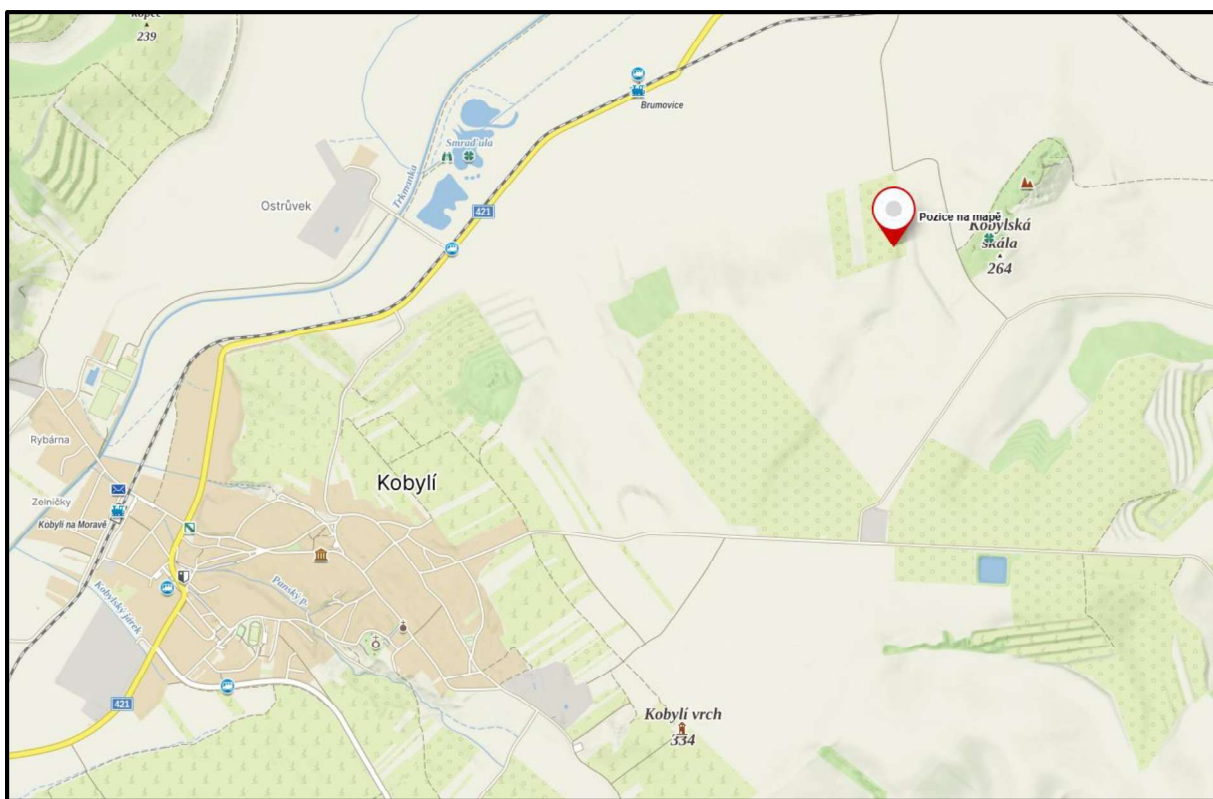 kopec
239
Brumovice
Smraďulá
Trkmanka
Ostrůvek
421
Pozice na mapě
Kobylská
skála
264
Rybárna
Kobylí
Zelničky
Kobylí na Moravě
Panský p.
Kobylský járek
421
Kobylí vrch
334